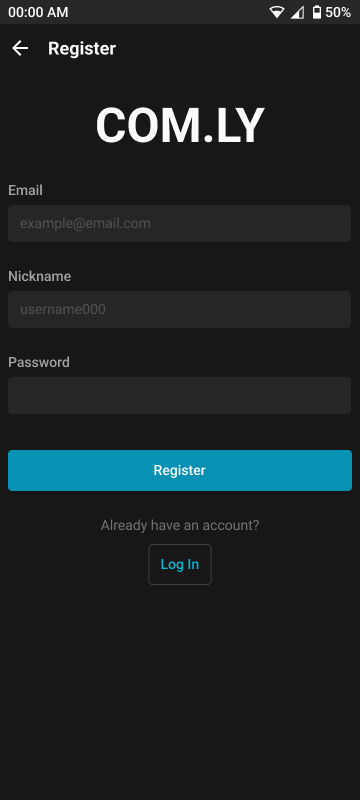 00:00 AM 50%
Register
COM.LY
Email
example@email.com
Nickname
username000
Password
Register
Already have an account?
Log In